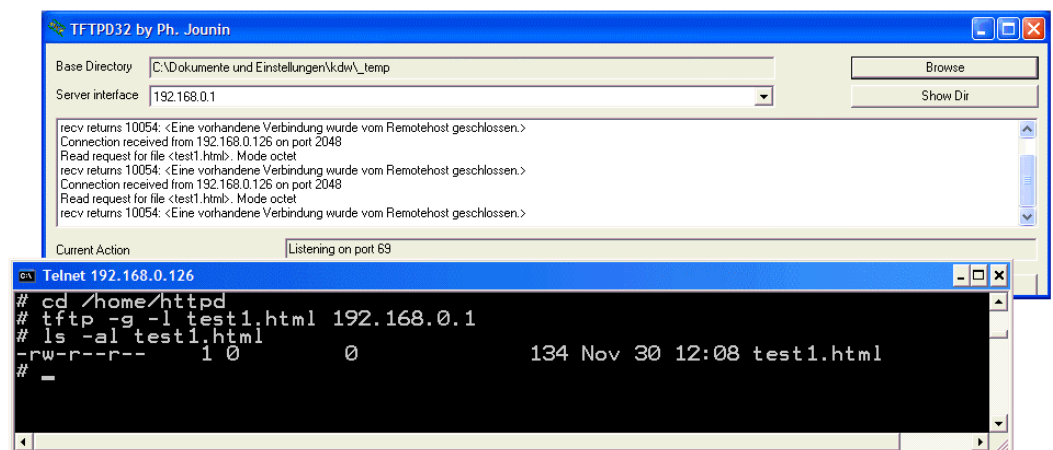 TFTPD32 by Ph. Jounin
Base Directory C:\Dokumente und Einstellungen\kdw\_temp Browse
Server interface 192.168.0.1 Show Dir
recv returns 10054: <Eine vorhandene Verbindung wurde vom Remotehost geschlossen.>
Connection received from 192.168.0.126 on port 2048
Read request for file <test1.html>. Mode octet
recv returns 10054: <Eine vorhandene Verbindung wurde vom Remotehost geschlossen.>
Connection received from 192.168.0.126 on port 2048
Read request for file <test1.html>. Mode octet
recv returns 10054: <Eine vorhandene Verbindung wurde vom Remotehost geschlossen.>
Current Action Listening on port 69
C:\ Telnet 192.168.0.126
# cd /home/httpd
# tftp -g -l test1.html 192.168.0.1
# ls -al test1.html
-rw-r--r-- 1 0 0 134 Nov 30 12:08 test1.html
# _